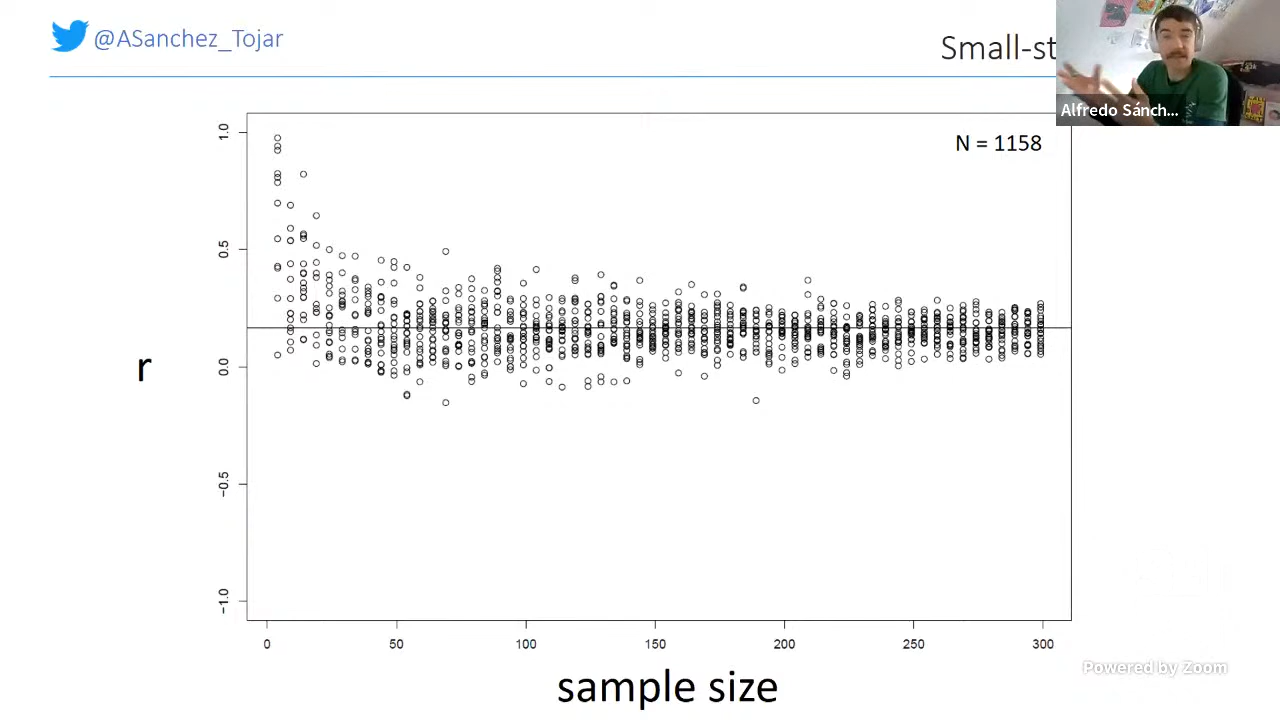 @ASanchez_Tojar
Small-st
Alfredo Sánch...
N = 1158
1.0
0.5
r
0.0
−0.5
−1.0
0 50 100 150 200 250 300
sample size
Powered by Zoom